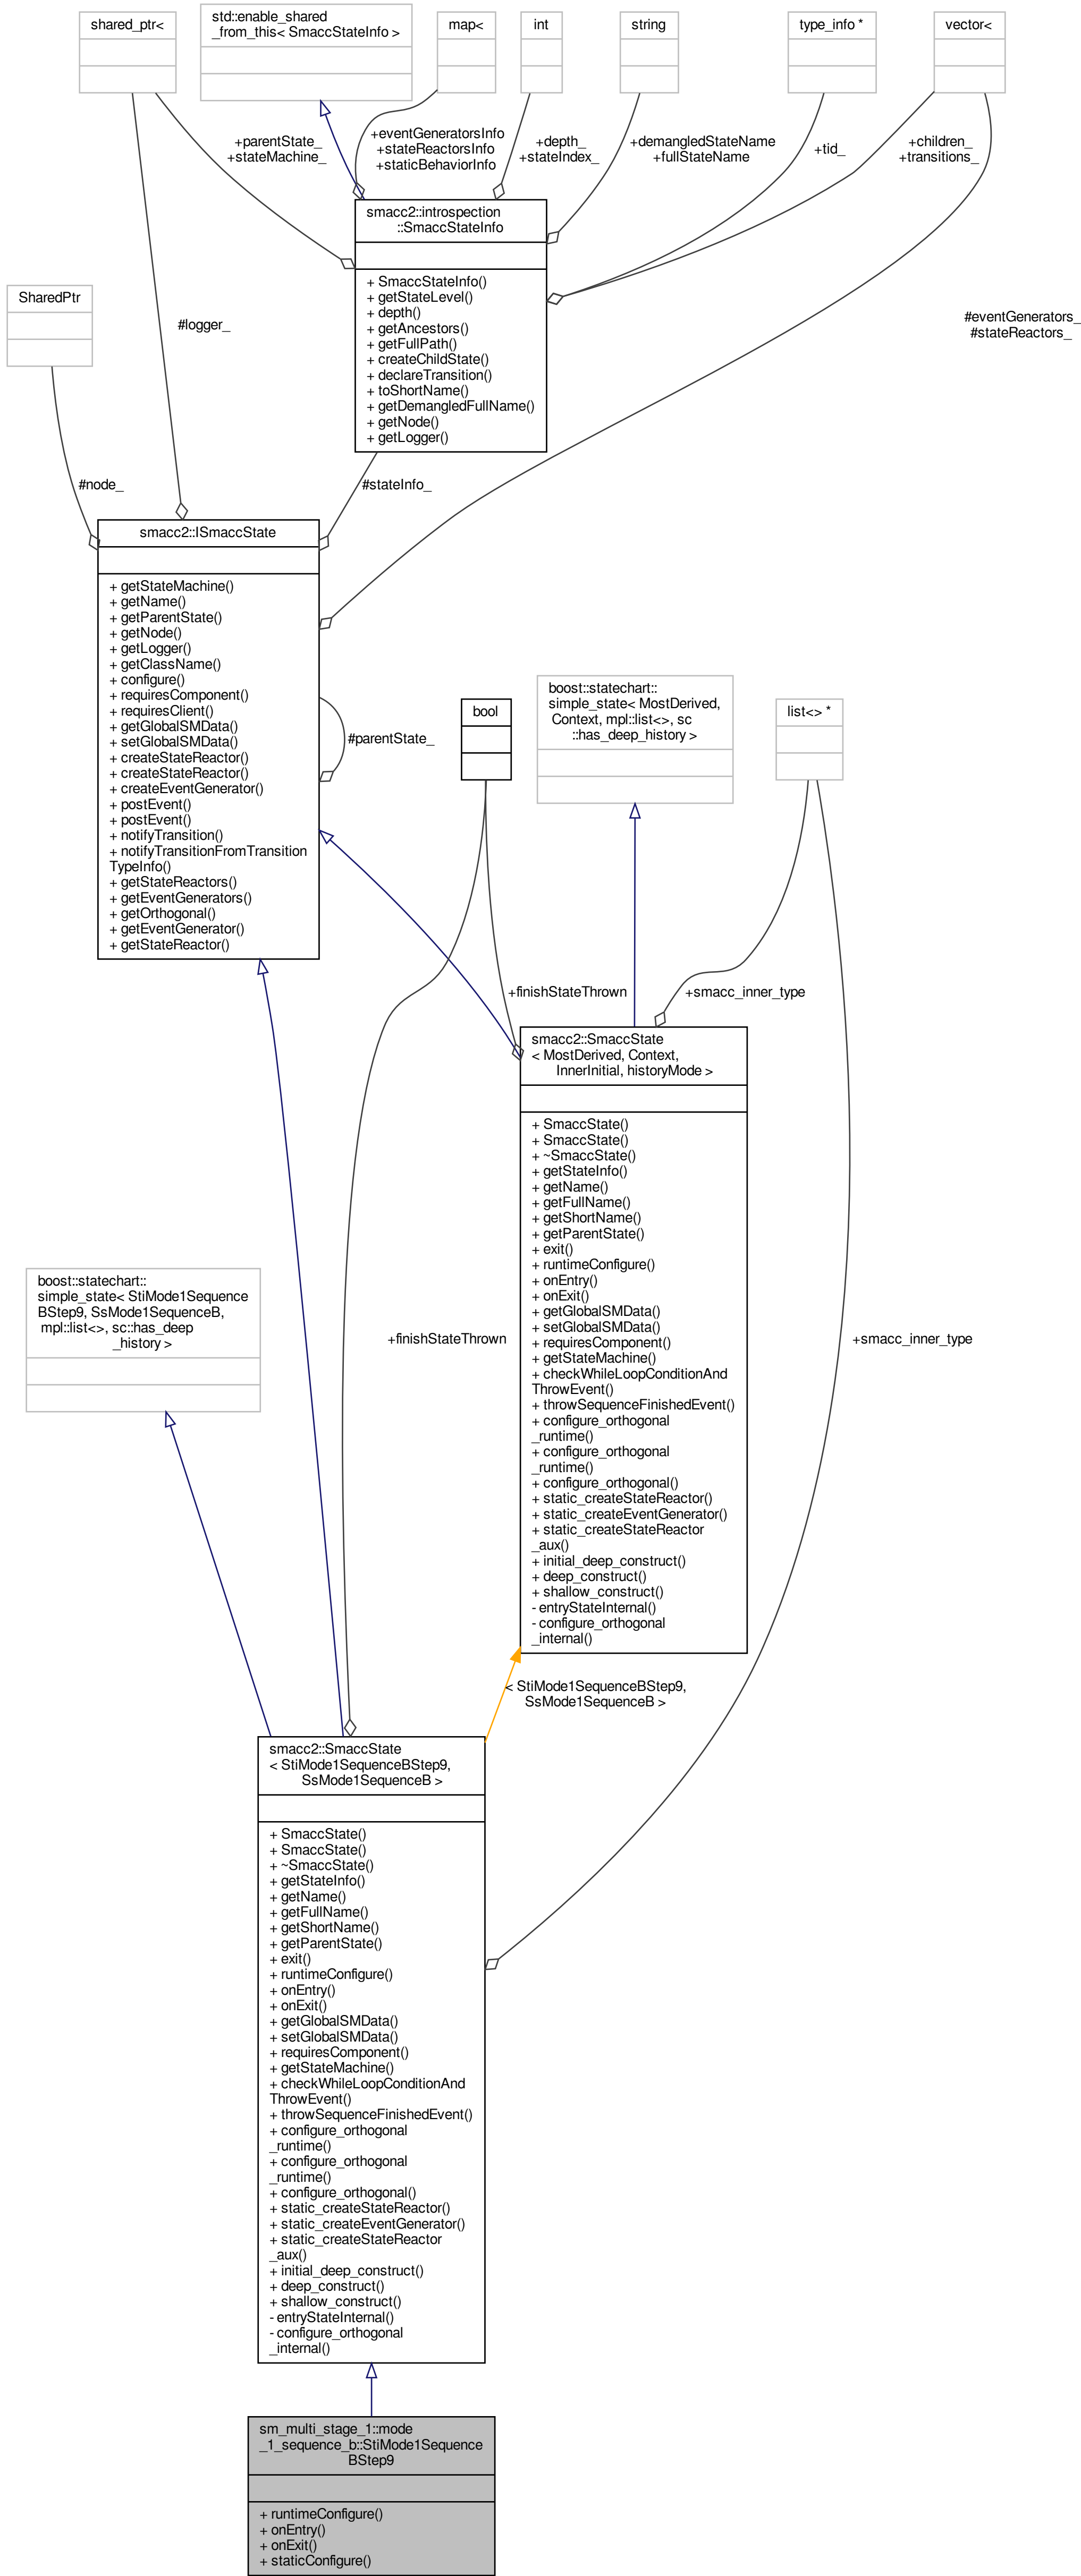 shared_ptr<
std::enable_shared
_from_this< SmaccStateInfo >
map<
int
string
type_info *
vector<
+parentState_
+stateMachine_
+eventGeneratorsInfo
+stateReactorsInfo
+staticBehaviorInfo
+depth_
+stateIndex_
+demangledStateName
+fullStateName
+tid_
+children_
+transitions_
smacc2::introspection
::SmaccStateInfo
+ SmaccStateInfo()
+ getStateLevel()
+ depth()
+ getAncestors()
+ getFullPath()
+ createChildState()
+ declareTransition()
+ toShortName()
+ getDemangledFullName()
+ getNode()
+ getLogger()
SharedPtr
#logger_
#eventGenerators_
#stateReactors_
#node_
#stateInfo_
smacc2::ISmaccState
+ getStateMachine()
+ getName()
+ getParentState()
+ getNode()
+ getLogger()
+ getClassName()
+ configure()
+ requiresComponent()
+ requiresClient()
+ getGlobalSMData()
+ setGlobalSMData()
+ createStateReactor()
+ createStateReactor()
+ createEventGenerator()
+ postEvent()
+ postEvent()
+ notifyTransition()
+ notifyTransitionFromTransition
TypeInfo()
+ getStateReactors()
+ getEventGenerators()
+ getOrthogonal()
+ getEventGenerator()
+ getStateReactor()
#parentState_
bool
boost::statechart::
simple_state< MostDerived,
Context, mpl::list<>, sc
::has_deep_history >
list<> *
+finishStateThrown
+smacc_inner_type
smacc2::SmaccState
< MostDerived, Context,
InnerInitial, historyMode >
+ SmaccState()
+ SmaccState()
+ ~SmaccState()
+ getStateInfo()
+ getName()
+ getFullName()
+ getShortName()
+ getParentState()
+ exit()
+ runtimeConfigure()
+ onEntry()
+ onExit()
+ getGlobalSMData()
+ setGlobalSMData()
+ requiresComponent()
+ getStateMachine()
+ checkWhileLoopConditionAnd
ThrowEvent()
+ throwSequenceFinishedEvent()
+ configure_orthogonal
_runtime()
+ configure_orthogonal
_runtime()
+ configure_orthogonal()
+ static_createStateReactor()
+ static_createEventGenerator()
+ static_createStateReactor
_aux()
+ initial_deep_construct()
+ deep_construct()
+ shallow_construct()
- entryStateInternal()
- configure_orthogonal
_internal()
boost::statechart::
simple_state< StiMode1Sequence
BStep9, SsMode1SequenceB,
mpl::list<>, sc::has_deep
_history >
+finishStateThrown
+smacc_inner_type
< StiMode1SequenceBStep9,
SsMode1SequenceB >
smacc2::SmaccState
< StiMode1SequenceBStep9,
SsMode1SequenceB >
+ SmaccState()
+ SmaccState()
+ ~SmaccState()
+ getStateInfo()
+ getName()
+ getFullName()
+ getShortName()
+ getParentState()
+ exit()
+ runtimeConfigure()
+ onEntry()
+ onExit()
+ getGlobalSMData()
+ setGlobalSMData()
+ requiresComponent()
+ getStateMachine()
+ checkWhileLoopConditionAnd
ThrowEvent()
+ throwSequenceFinishedEvent()
+ configure_orthogonal
_runtime()
+ configure_orthogonal
_runtime()
+ configure_orthogonal()
+ static_createStateReactor()
+ static_createEventGenerator()
+ static_createStateReactor
_aux()
+ initial_deep_construct()
+ deep_construct()
+ shallow_construct()
- entryStateInternal()
- configure_orthogonal
_internal()
sm_multi_stage_1::mode
_1_sequence_b::StiMode1Sequence
BStep9
+ runtimeConfigure()
+ onEntry()
+ onExit()
+ staticConfigure()